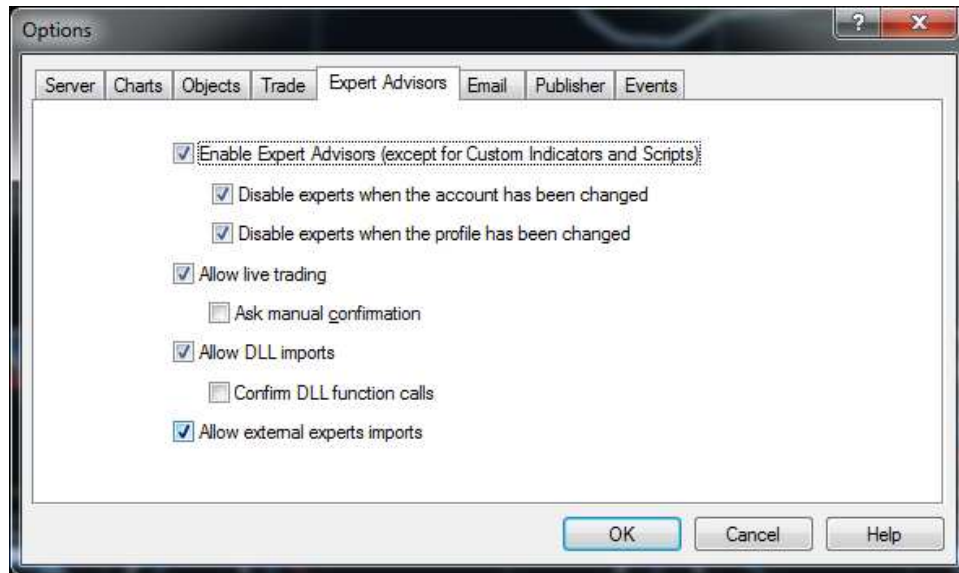 Options
Server Charts Objects Trade Expert Advisors Email Publisher Events
Enable Expert Advisors (except for Custom Indicators and Scripts)
Disable experts when the account has been changed
Disable experts when the profile has been changed
Allow live trading
Ask manual confirmation
Allow DLL imports
Confirm DLL function calls
Allow external experts imports
OK Cancel Help